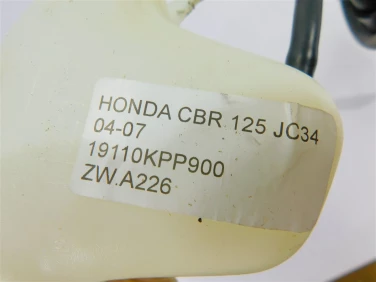 HONDA CBR 125 JC34
04-07
19110KPP900
ZW.A226